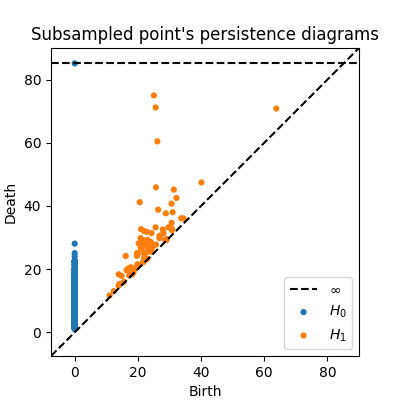 Subsampled point's persistence diagrams
Death
80
60
40
20
0
∞
H₀
H₁
0 20 40 60 80
Birth